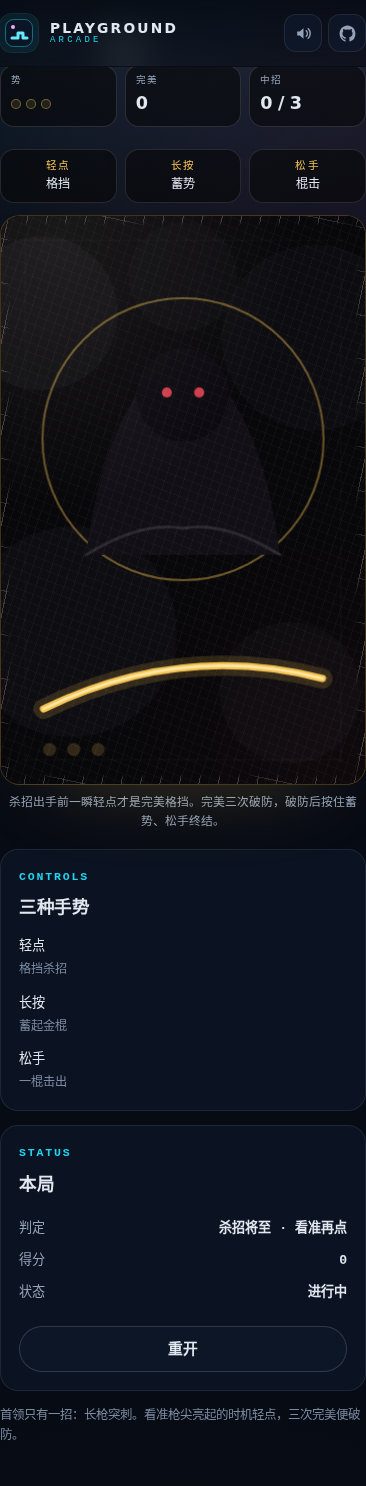 PLAYGROUND
ARCADE
势
完美
中招
0
0 / 3
轻点
长按
松手
格挡
蓄势
棍击
杀招出手前一瞬轻点才是完美格挡。完美三次破防，破防后按住蓄
势、松手终结。
CONTROLS
三种手势
轻点
格挡杀招
长按
蓄起金棍
松手
一棍击出
STATUS
本局
判定
杀招将至 · 看准再点
得分
0
状态
进行中
重开
首领只有一招：长枪突刺。看准枪尖亮起的时机轻点，三次完美便破
防。